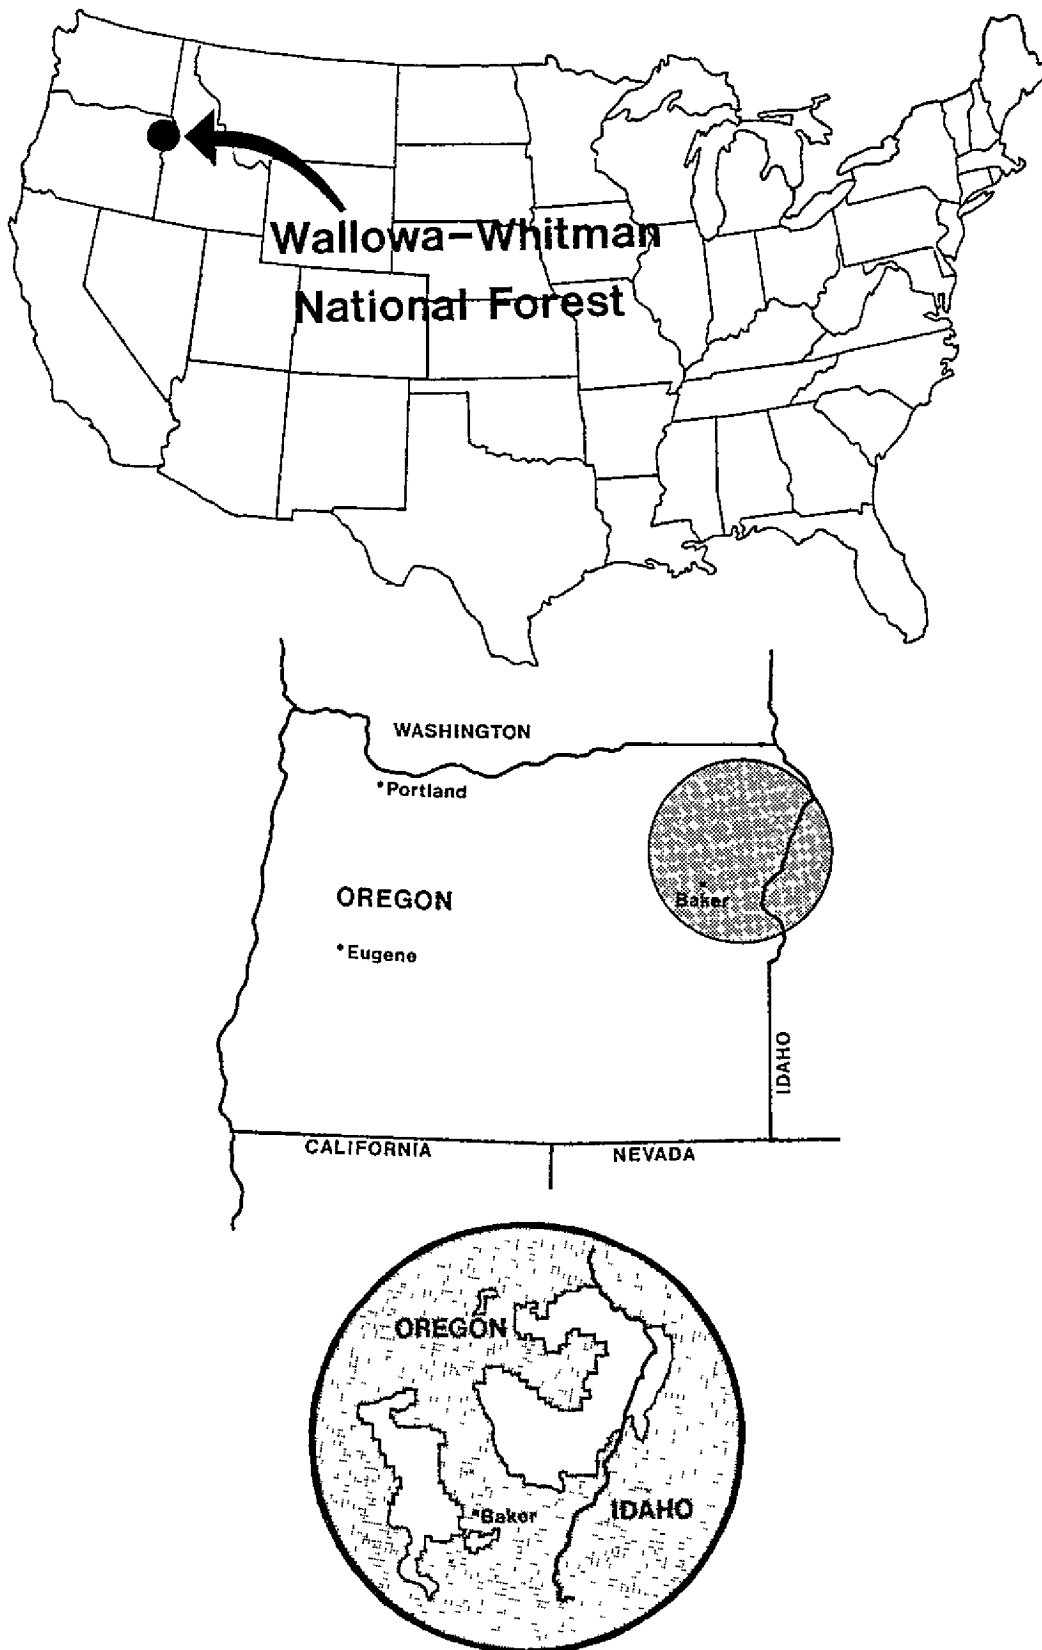 Wallowa-Whitman
National Forest
WASHINGTON
Portland
OREGON
Baker
Eugene
IDAHO
CALIFORNIA
NEVADA
OREGON
Baker
IDAHO